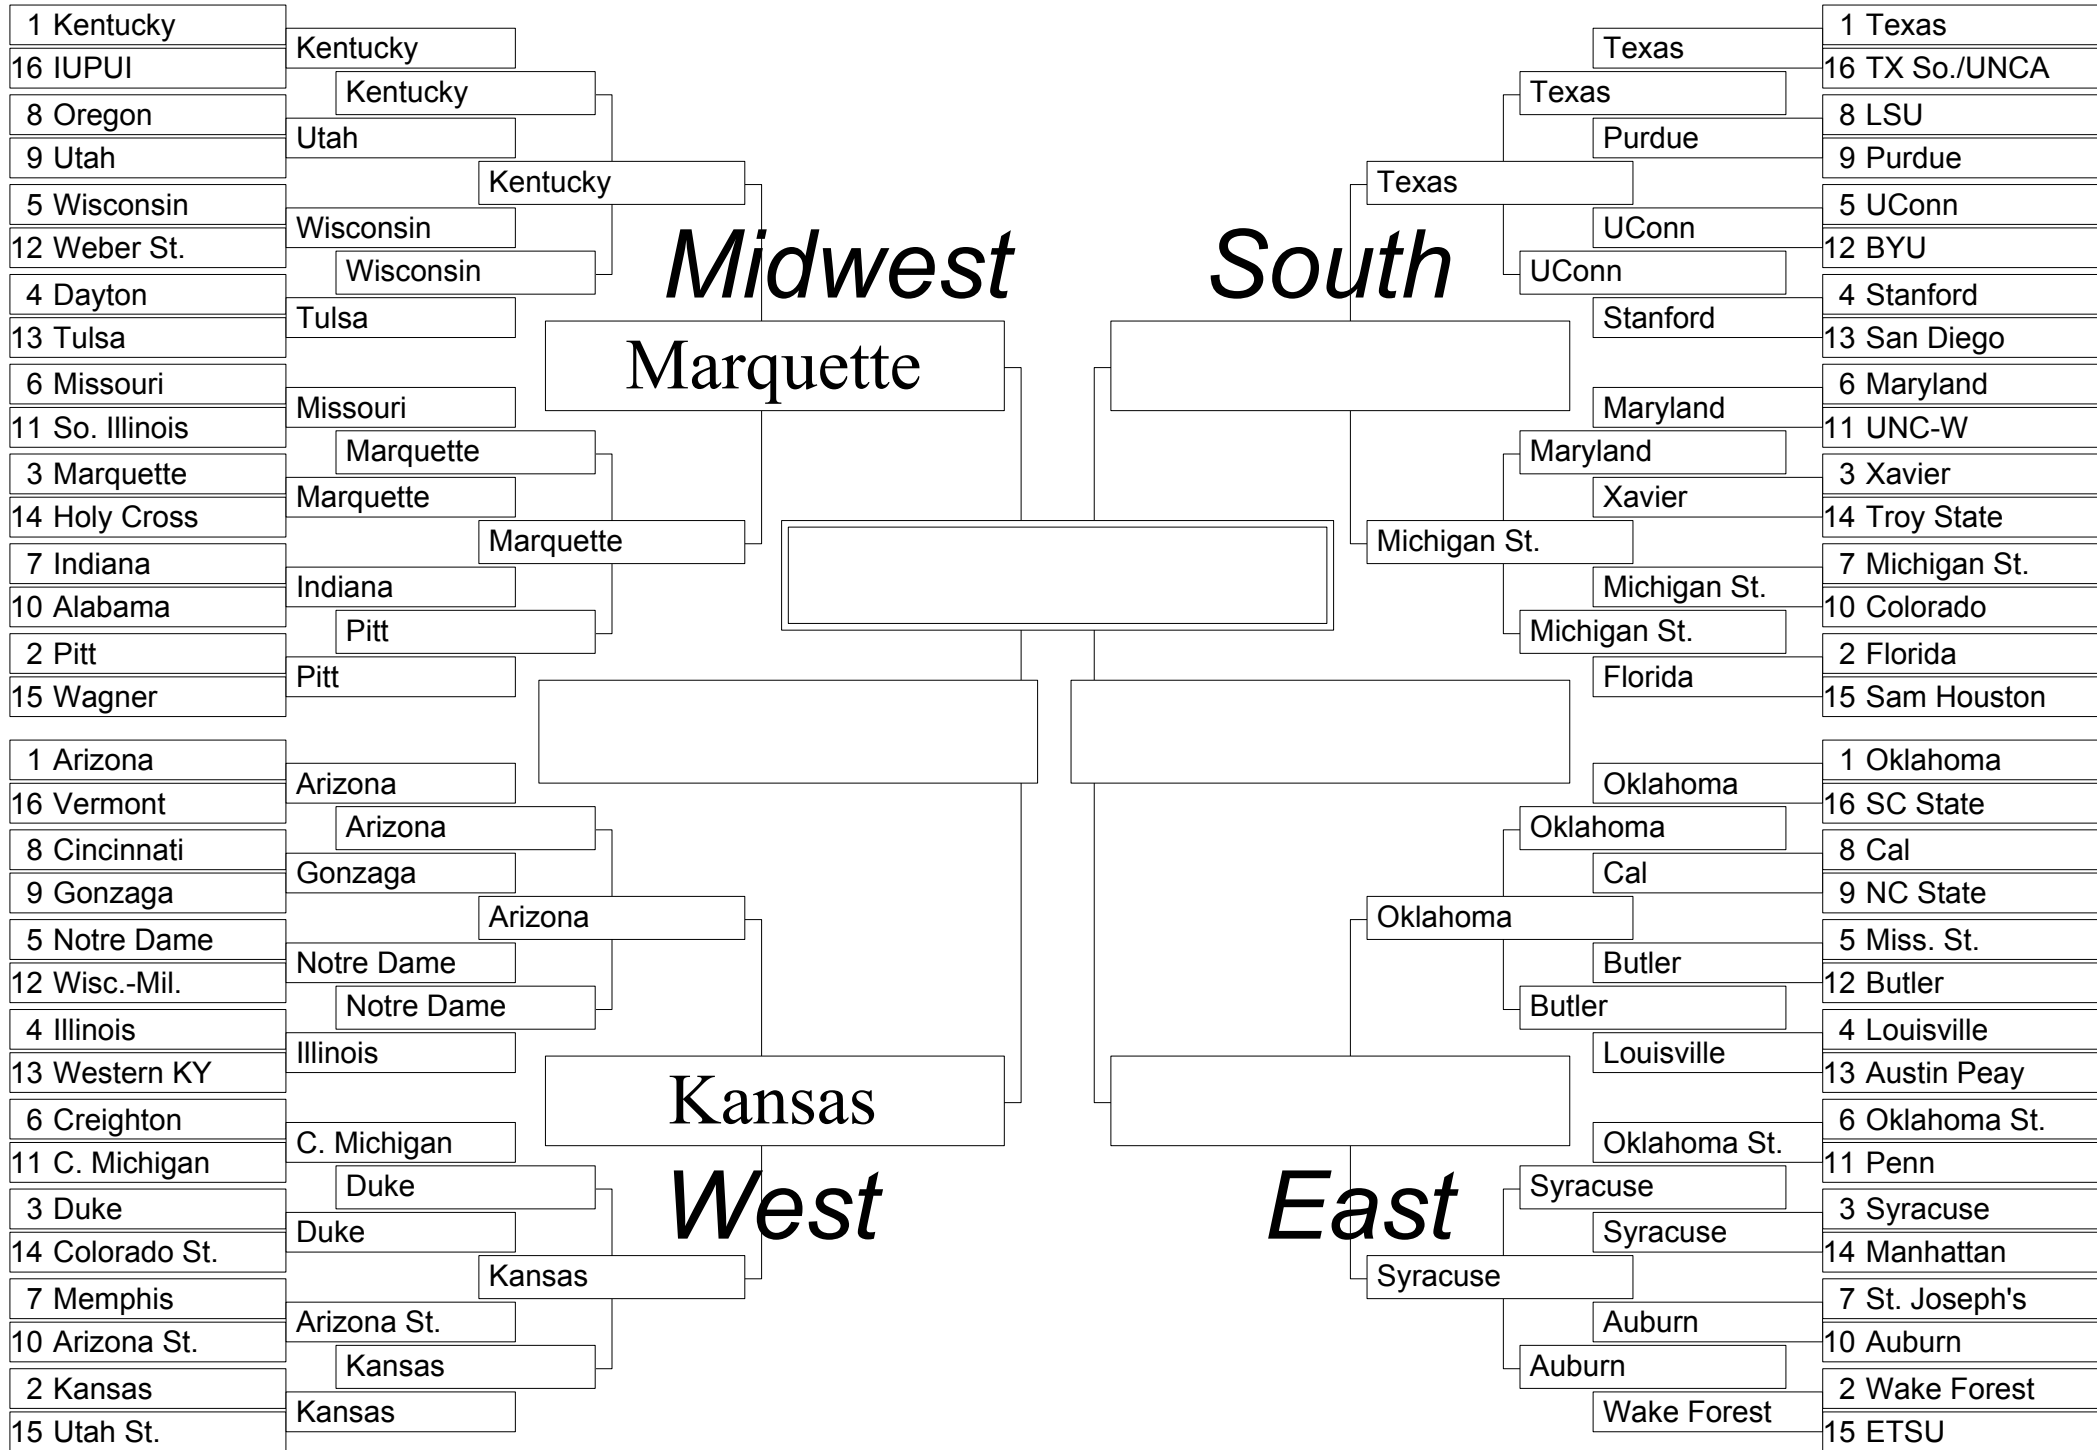 1 Kentucky
16 IUPUI
8 Oregon
9 Utah
5 Wisconsin
12 Weber St.
4 Dayton
13 Tulsa
6 Missouri
11 So. Illinois
3 Marquette
14 Holy Cross
7 Indiana
10 Alabama
2 Pitt
15 Wagner
Kentucky
Utah
Wisconsin
Tulsa
Missouri
Marquette
Indiana
Pitt
Kentucky
Wisconsin
Marquette
Pitt
Kentucky
Marquette
Midwest
Marquette
1 Arizona
16 Vermont
8 Cincinnati
9 Gonzaga
5 Notre Dame
12 Wisc.-Mil.
4 Illinois
13 Western KY
6 Creighton
11 C. Michigan
3 Duke
14 Colorado St.
7 Memphis
10 Arizona St.
2 Kansas
15 Utah St.
Arizona
Gonzaga
Notre Dame
Illinois
C. Michigan
Duke
Arizona St.
Kansas
Arizona
Notre Dame
Duke
Kansas
Arizona
Kansas
Kansas
West
South
Texas
Michigan St.
Texas
UConn
Maryland
Michigan St.
Texas
Purdue
UConn
Stanford
Maryland
Xavier
Michigan St.
Florida
1 Texas
16 TX So./UNCA
8 LSU
9 Purdue
5 UConn
12 BYU
4 Stanford
13 San Diego
6 Maryland
11 UNC-W
3 Xavier
14 Troy State
7 Michigan St.
10 Colorado
2 Florida
15 Sam Houston
East
Oklahoma
Syracuse
Oklahoma
Butler
Syracuse
Auburn
Oklahoma
Cal
Butler
Louisville
Oklahoma St.
Syracuse
Auburn
Wake Forest
1 Oklahoma
16 SC State
8 Cal
9 NC State
5 Miss. St.
12 Butler
4 Louisville
13 Austin Peay
6 Oklahoma St.
11 Penn
3 Syracuse
14 Manhattan
7 St. Joseph's
10 Auburn
2 Wake Forest
15 ETSU